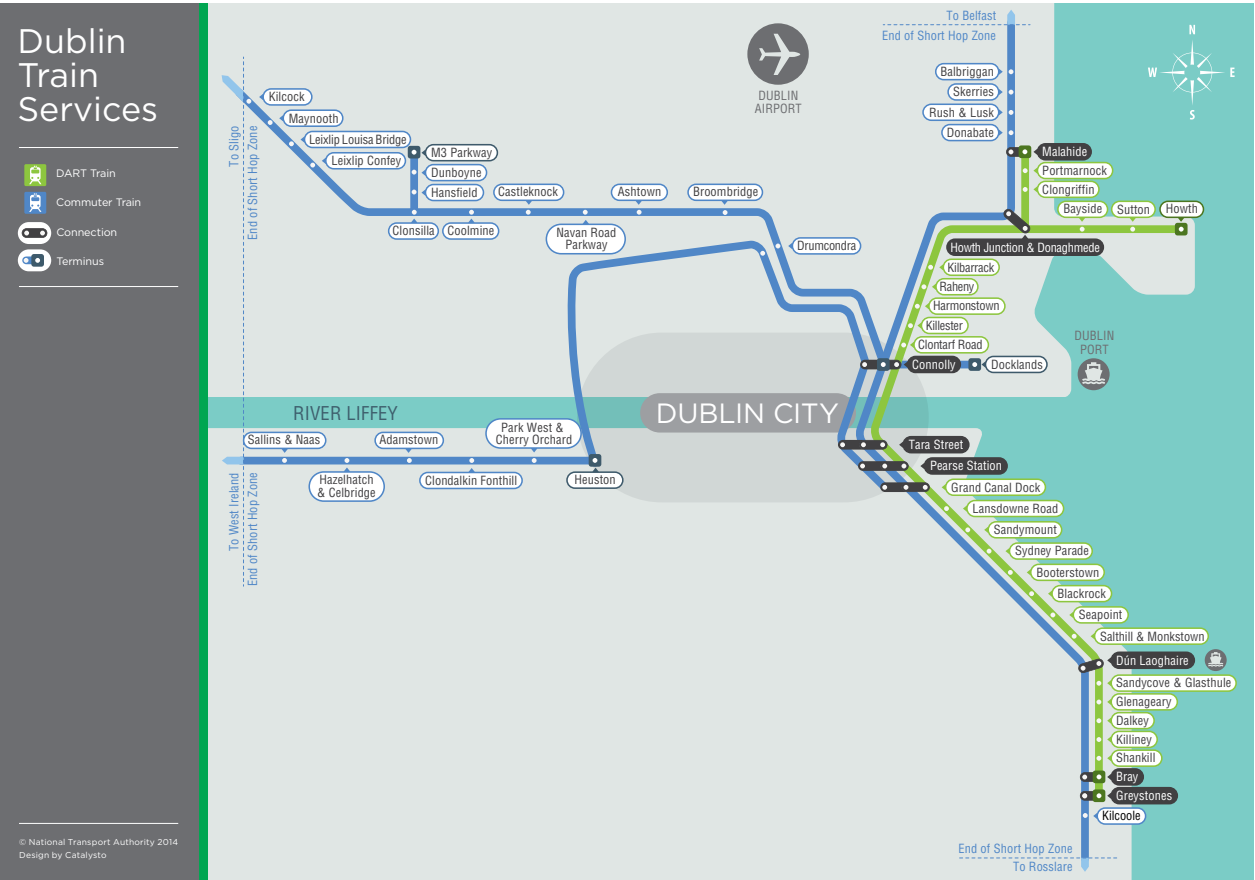 Dublin
Train
Services
DART Train
Commuter Train
Connection
Terminus
© National Transport Authority 2014
Design by Catalysto
To Belfast
End of Short Hop Zone
DUBLIN
AIRPORT
N
W
E
S
Balbriggan
Skerries
Rush & Lusk
Donabate
Malahide
Portmarnock
Clongriffin
Bayside
Sutton
Howth
Howth Junction & Donaghmede
Kilbarrack
Raheny
Harmonstown
Killester
Clontarf Road
Connolly
Docklands
DUBLIN
PORT
To Sligo
End of Short Hop Zone
Kilcock
Maynooth
Leixlip Louisa Bridge
Leixlip Confey
M3 Parkway
Dunboyne
Hansfield
Clonsilla
Coolmine
Castleknock
Navan Road
Parkway
Ashtown
Broombridge
Drumcondra
RIVER LIFFEY
DUBLIN CITY
Sallins & Naas
Hazelhatch
& Celbridge
Adamstown
Clondalkin Fonthill
Park West &
Cherry Orchard
Heuston
To West Ireland
End of Short Hop Zone
Tara Street
Pearse Station
Grand Canal Dock
Lansdowne Road
Sandymount
Sydney Parade
Booterstown
Blackrock
Seapoint
Salthill & Monkstown
Dún Laoghaire
Sandycove & Glasthule
Glenageary
Dalkey
Killiney
Shankill
Bray
Greystones
Kilcoole
End of Short Hop Zone
To Rosslare